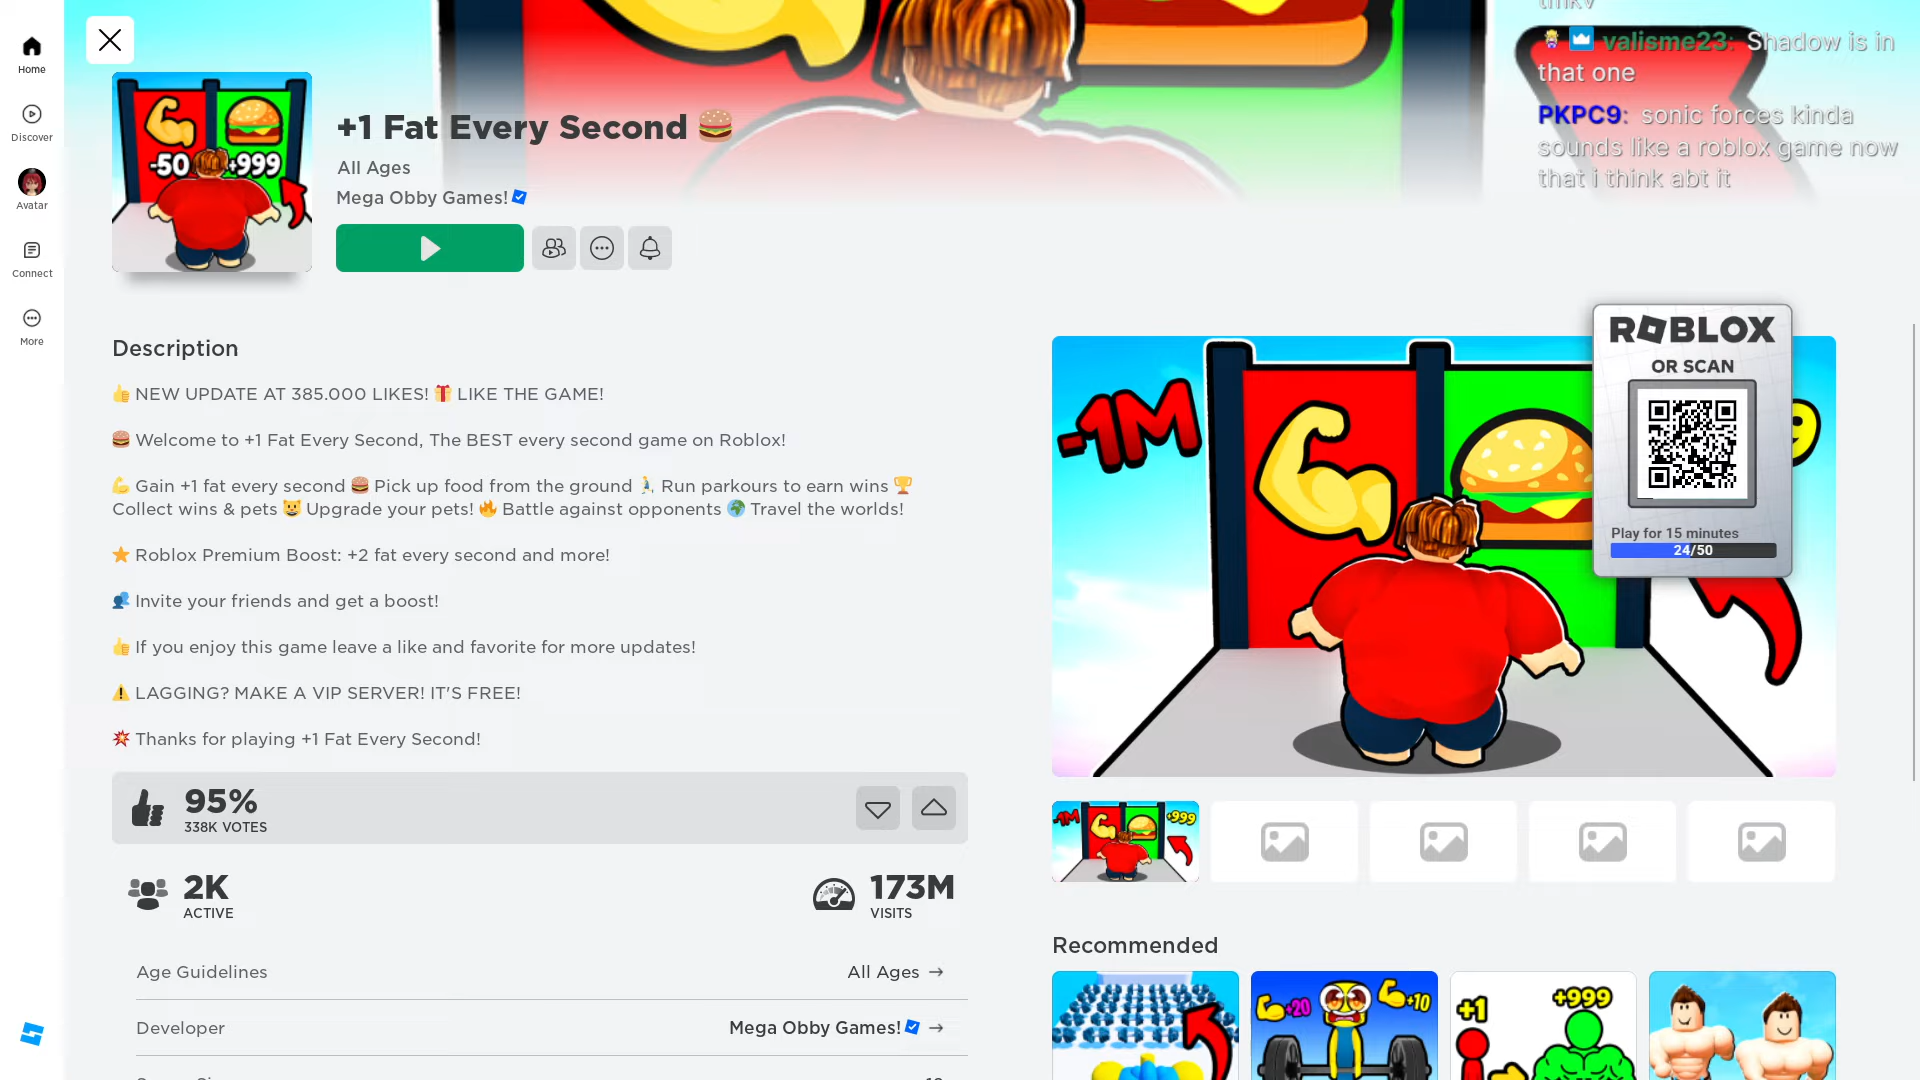 Home
Discover
Avatar
Connect
More
-50
+999
+1 Fat Every Second 🍔
All Ages
Mega Obby Games!
valisme23: Shadow is in
that one
PKPC9: sonic forces kinda
sounds like a roblox game now
that i think abt it
Description
👍 NEW UPDATE AT 385.000 LIKES! 🎁 LIKE THE GAME!
🍔 Welcome to +1 Fat Every Second, The BEST every second game on Roblox!
💪 Gain +1 fat every second 🍔 Pick up food from the ground 🏃 Run parkours to earn wins 🏆
Collect wins & pets 😺 Upgrade your pets! 🔥 Battle against opponents 🌍 Travel the worlds!
⭐ Roblox Premium Boost: +2 fat every second and more!
👥 Invite your friends and get a boost!
👍 If you enjoy this game leave a like and favorite for more updates!
⚠️ LAGGING? MAKE A VIP SERVER! IT'S FREE!
💥 Thanks for playing +1 Fat Every Second!
95%
338K VOTES
2K
ACTIVE
173M
VISITS
Age Guidelines
All Ages →
Developer
Mega Obby Games! →
-1M
ROBLOX
OR SCAN
Play for 15 minutes
24/50
-1M
+999
Recommended
+20
+10
+1
+999